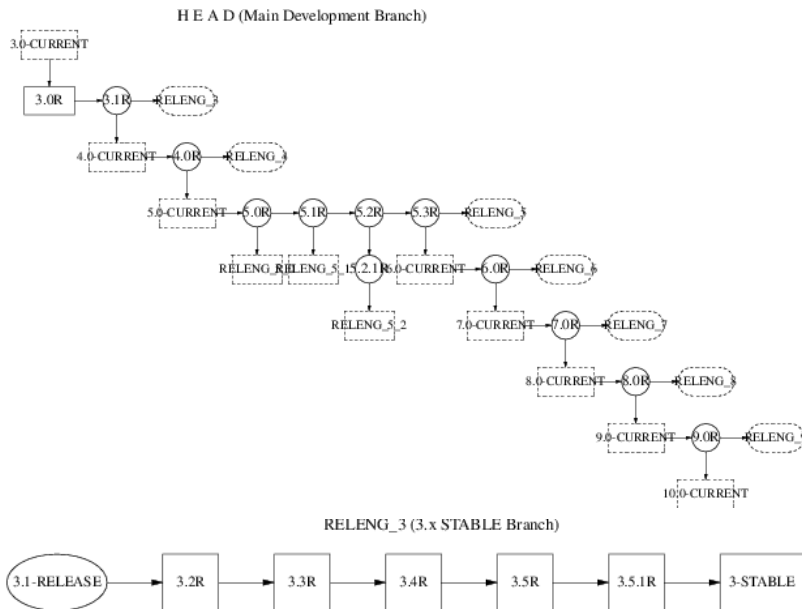 H E A D (Main Development Branch)
3.0-CURRENT
3.0R 3.1R RELENG_3
4.0-CURRENT 4.0R RELENG_4
5.0-CURRENT 5.0R 5.1R 5.2R 5.3R RELENG_5
RELENG_5_1 5.2.1R 6.0-CURRENT 6.0R RELENG_6
RELENG_5_2 7.0-CURRENT 7.0R RELENG_7
8.0-CURRENT 8.0R RELENG_8
9.0-CURRENT 9.0R RELENG_9
10.0-CURRENT
RELENG_3 (3.x STABLE Branch)
3.1-RELEASE 3.2R 3.3R 3.4R 3.5R 3.5.1R 3-STABLE